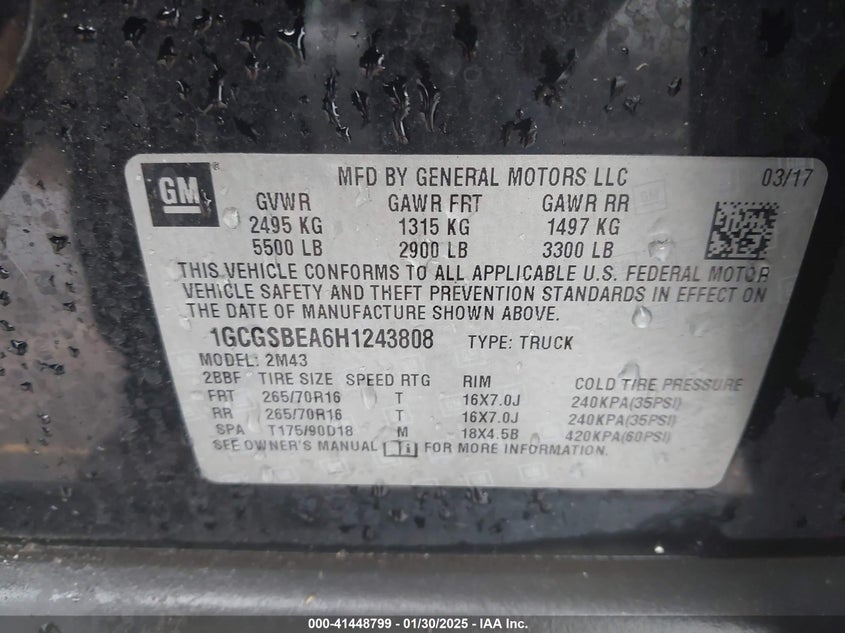 GM ®
MFD BY GENERAL MOTORS LLC 03/17
GVWR GAWR FRT GAWR RR
2495 KG 1315 KG 1497 KG
5500 LB 2900 LB 3300 LB
THIS VEHICLE CONFORMS TO ALL APPLICABLE U.S. FEDERAL MOTOR
VEHICLE SAFETY AND THEFT PREVENTION STANDARDS IN EFFECT ON
THE DATE OF MANUFACTURE SHOWN ABOVE.
1GCGSBEA6H1243808 TYPE: TRUCK
MODEL: 2M43
2BBF TIRE SIZE SPEED RTG RIM COLD TIRE PRESSURE
FRT 265/70R16 T 16X7.0J 240KPA(35PSI)
RR 265/70R16 T 16X7.0J 240KPA(35PSI)
SPA T175/90D18 M 18X4.5B 420KPA(60PSI)
SEE OWNER'S MANUAL i FOR MORE INFORMATION.
000-41448799 - 01/30/2025 - © IAA Inc.